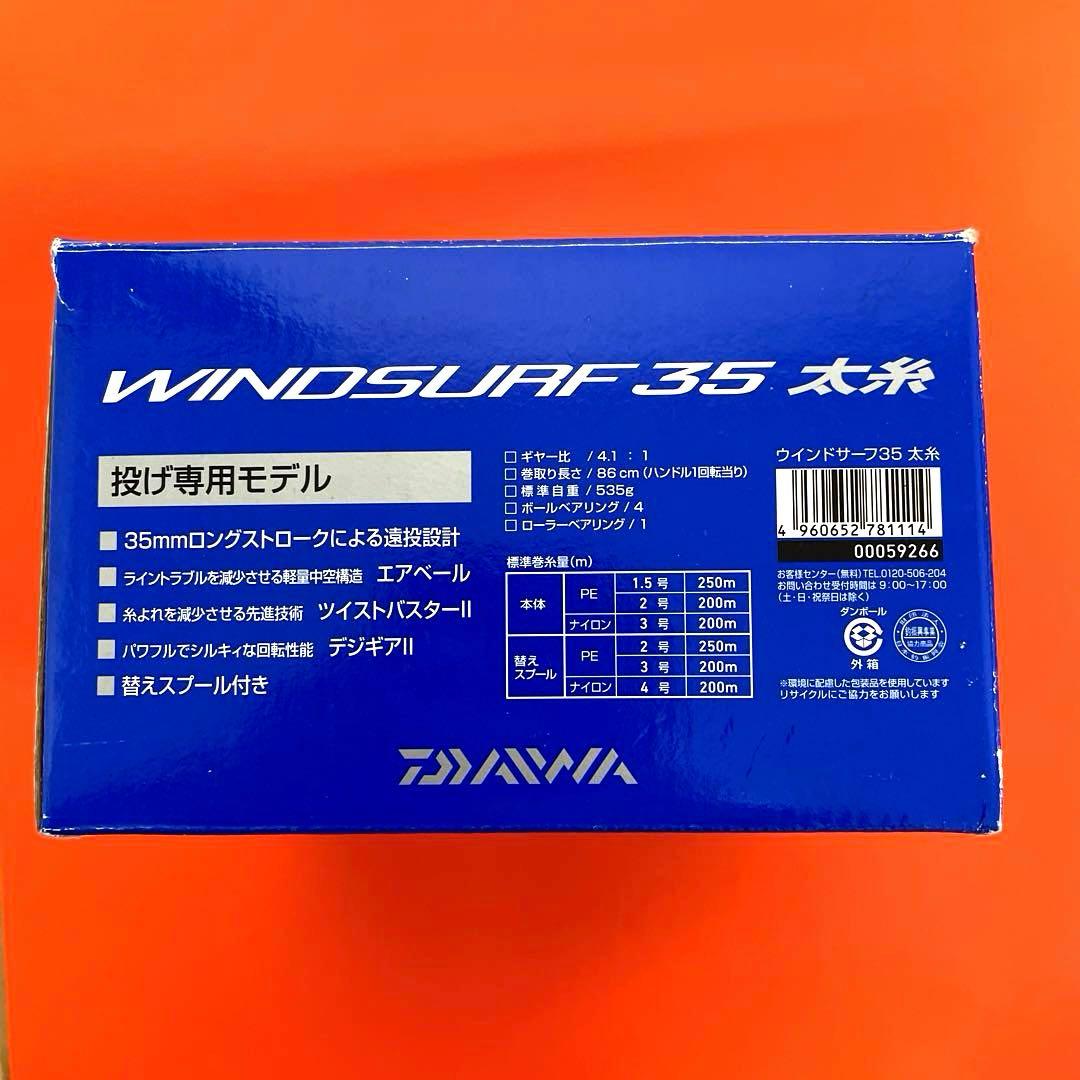 WINDSURF 35 太糸
投げ専用モデル
35mmロングストロークによる遠投設計
ライントラブルを減少させる軽量中空構造 エアベール
糸よれを減少させる先進技術 ツイストバスターII
パワフルでシルキィな回転性能 デジギアII
替えスプール付き
ギヤー比 / 4.1 : 1
巻取り長さ / 86cm (ハンドル1回転当り)
標準自重 / 535g
ボールベアリング / 4
ローラーベアリング / 1
標準巻糸量(m)
本体 PE 1.5 号 250m
2 号 200m
ナイロン 3 号 200m
替えスプール PE 2 号 250m
3 号 200m
ナイロン 4 号 200m
ウインドサーフ35 太糸
4 960652 781114
00059266
お客様センター(無料)TEL.0120-506-204
お問い合わせ受付時間は 9:00〜17:00
(土・日・祝祭日は除く)
ダンボール
外箱
釣振興事業
協力商品
※環境に配慮した包装品を使用しています
リサイクルにご協力をお願いします
DAIWA